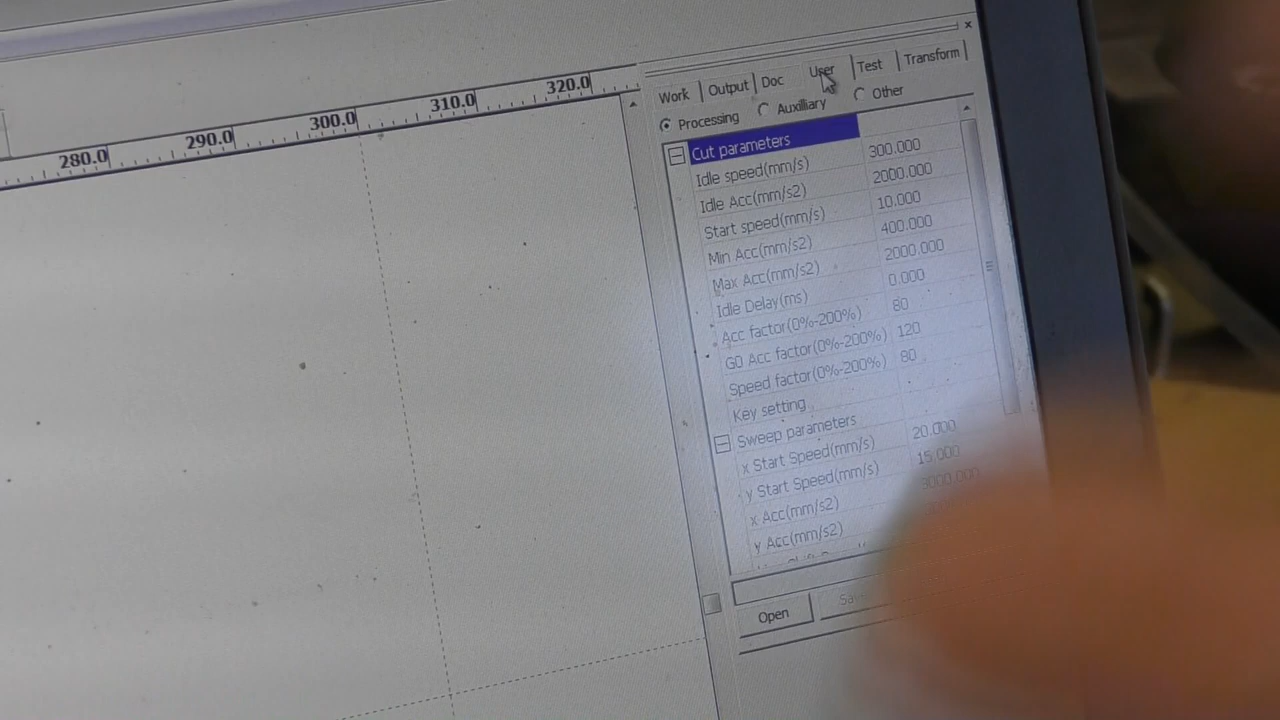 280.0 290.0 300.0 310.0 320.0
Work Output Doc User Test Transform
Processing Auxilliary Other
Cut parameters
Idle speed(mm/s) 300.000
Idle Acc(mm/s2) 2000.000
Start speed(mm/s) 10.000
Min Acc(mm/s2) 400.000
Max Acc(mm/s2) 2000.000
Idle Delay(ms) 0.000
Acc factor(0%-200%) 80
G0 Acc factor(0%-200%) 120
Speed factor(0%-200%) 80
Key setting
Sweep parameters
x Start Speed(mm/s) 20.000
y Start Speed(mm/s) 15.000
x Acc(mm/s2) 3000.000
y Acc(mm/s2)
Open